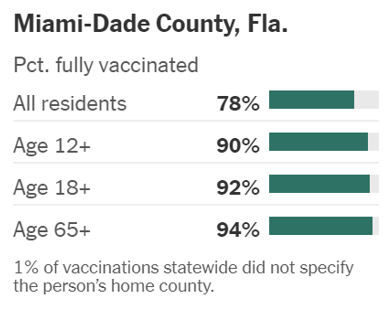 Miami-Dade County, Fla.
Pct. fully vaccinated
All residents 78%
Age 12+ 90%
Age 18+ 92%
Age 65+ 94%
1% of vaccinations statewide did not specify
the person’s home county.